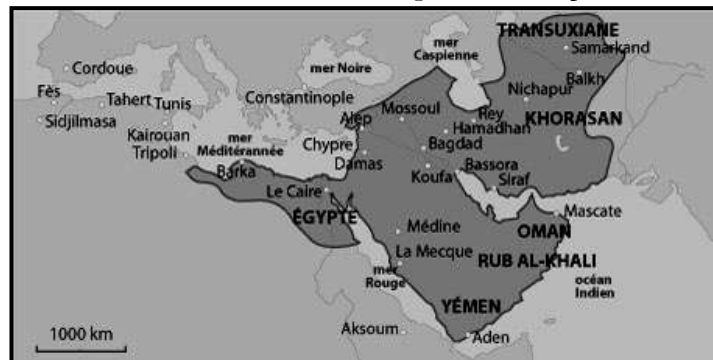 TRANSUXIANE
Samarkand
mer
Caspienne
Cordoue
mer Noire
Balkh
Fès
Tahert
Tunis
Constantinople
Mossoul
Nichapur
Sidjilmasa
Alep
Rey
Hamadhan
KHORASAN
Kairouan
mer
Méditérrannée
Chypre
Bagdad
Tripoli
Damas
Bassora
Barka
Koufa
Siraf
Le Caire
ÉGYPTE
Mascate
Médine
OMAN
La Mecque
RUB AL-KHALI
mer
Rouge
océan
Indien
YÉMEN
1000 km
Aksoum
Aden